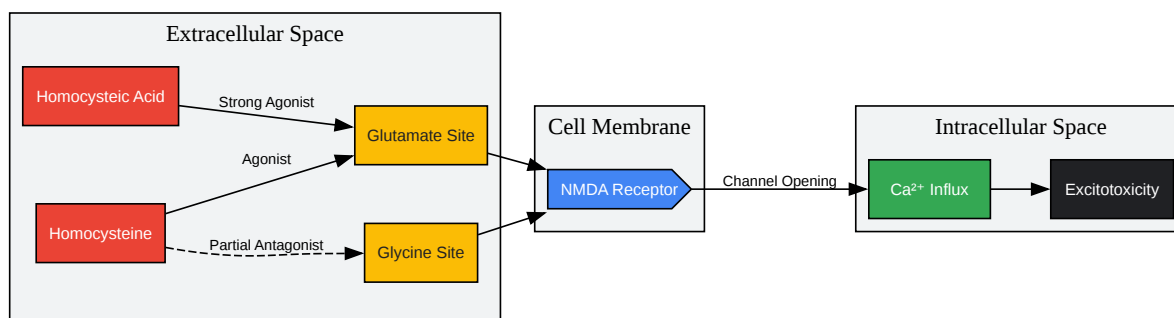 Extracellular Space
Homocysteic Acid
Strong Agonist
Glutamate Site
Agonist
Homocysteine
Partial Antagonist
Glycine Site
Cell Membrane
NMDA Receptor
Channel Opening
Intracellular Space
Ca²⁺ Influx
Excitotoxicity